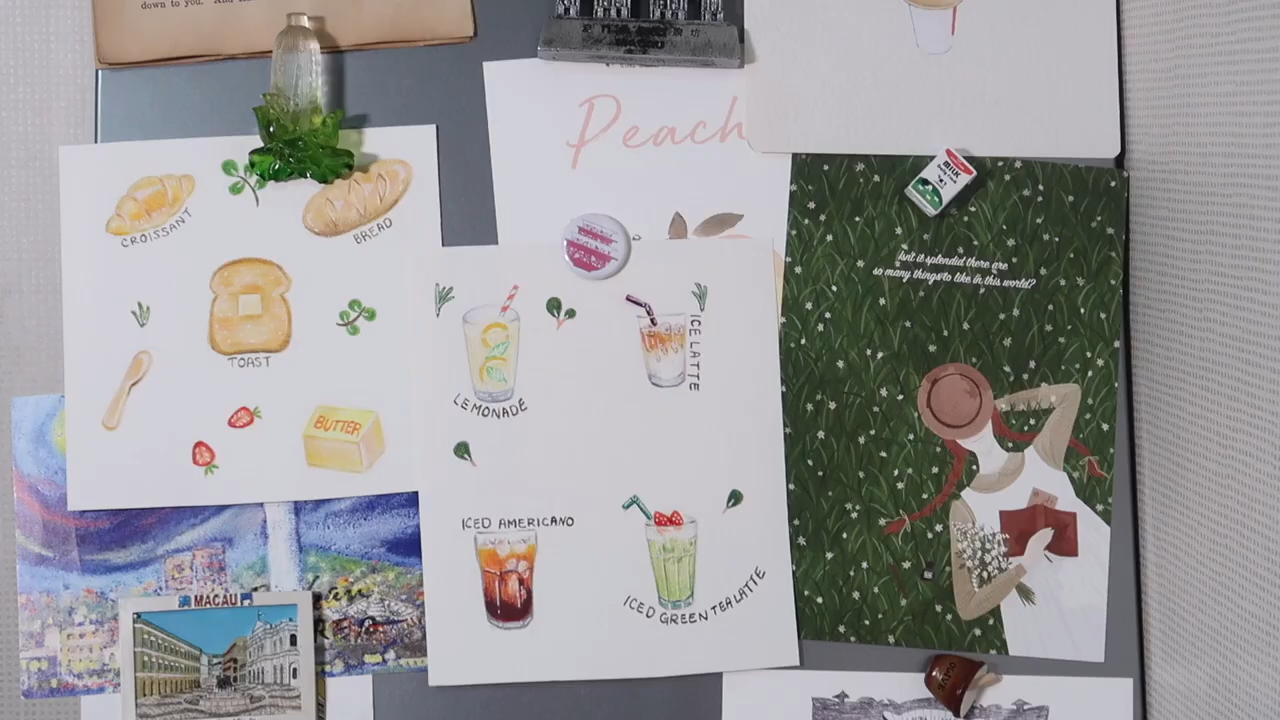 down to you. And
Peach
MILK
CROISSANT
BREAD
Isn't it splendid there are
so many things to like in this world?
TOAST
ICE LATTE
LEMONADE
BUTTER
ICED AMERICANO
ICED GREEN TEA LATTE
MACAU